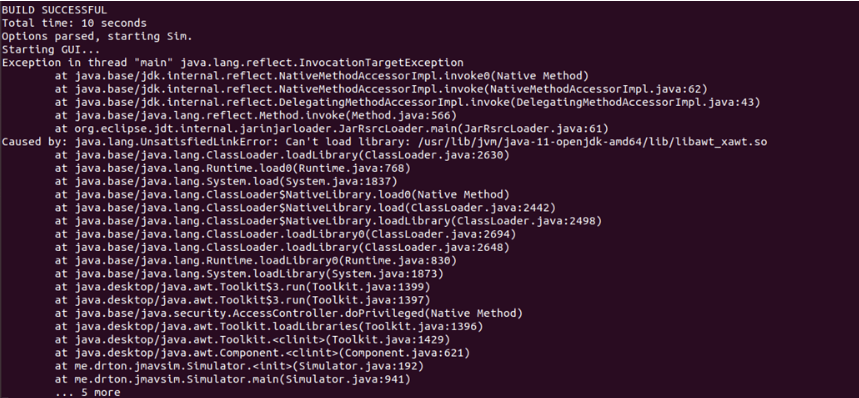 BUILD SUCCESSFUL
Total time: 10 seconds
Options parsed, starting Sim.
Starting GUI...
Exception in thread "main" java.lang.reflect.InvocationTargetException
at java.base/jdk.internal.reflect.NativeMethodAccessorImpl.invoke0(Native Method)
at java.base/jdk.internal.reflect.NativeMethodAccessorImpl.invoke(NativeMethodAccessorImpl.java:62)
at java.base/jdk.internal.reflect.DelegatingMethodAccessorImpl.invoke(DelegatingMethodAccessorImpl.java:43)
at java.base/java.lang.reflect.Method.invoke(Method.java:566)
at org.eclipse.jdt.internal.jarinjarloader.JarRsrcLoader.main(JarRsrcLoader.java:61)
Caused by: java.lang.UnsatisfiedLinkError: Can't load library: /usr/lib/jvm/java-11-openjdk-amd64/lib/libawt_xawt.so
at java.base/java.lang.ClassLoader.loadLibrary(ClassLoader.java:2630)
at java.base/java.lang.Runtime.load0(Runtime.java:768)
at java.base/java.lang.System.load(System.java:1837)
at java.base/java.lang.ClassLoader$NativeLibrary.load0(Native Method)
at java.base/java.lang.ClassLoader$NativeLibrary.load(ClassLoader.java:2442)
at java.base/java.lang.ClassLoader$NativeLibrary.loadLibrary(ClassLoader.java:2498)
at java.base/java.lang.ClassLoader.loadLibrary0(ClassLoader.java:2694)
at java.base/java.lang.ClassLoader.loadLibrary(ClassLoader.java:2648)
at java.base/java.lang.Runtime.loadLibrary0(Runtime.java:830)
at java.base/java.lang.System.loadLibrary(System.java:1873)
at java.desktop/java.awt.Toolkit$3.run(Toolkit.java:1399)
at java.desktop/java.awt.Toolkit$3.run(Toolkit.java:1397)
at java.base/java.security.AccessController.doPrivileged(Native Method)
at java.desktop/java.awt.Toolkit.loadLibraries(Toolkit.java:1396)
at java.desktop/java.awt.Toolkit.<clinit>(Toolkit.java:1429)
at java.desktop/java.awt.Component.<clinit>(Component.java:621)
at me.drton.jmavsim.Simulator.<init>(Simulator.java:192)
at me.drton.jmavsim.Simulator.main(Simulator.java:941)
... 5 more